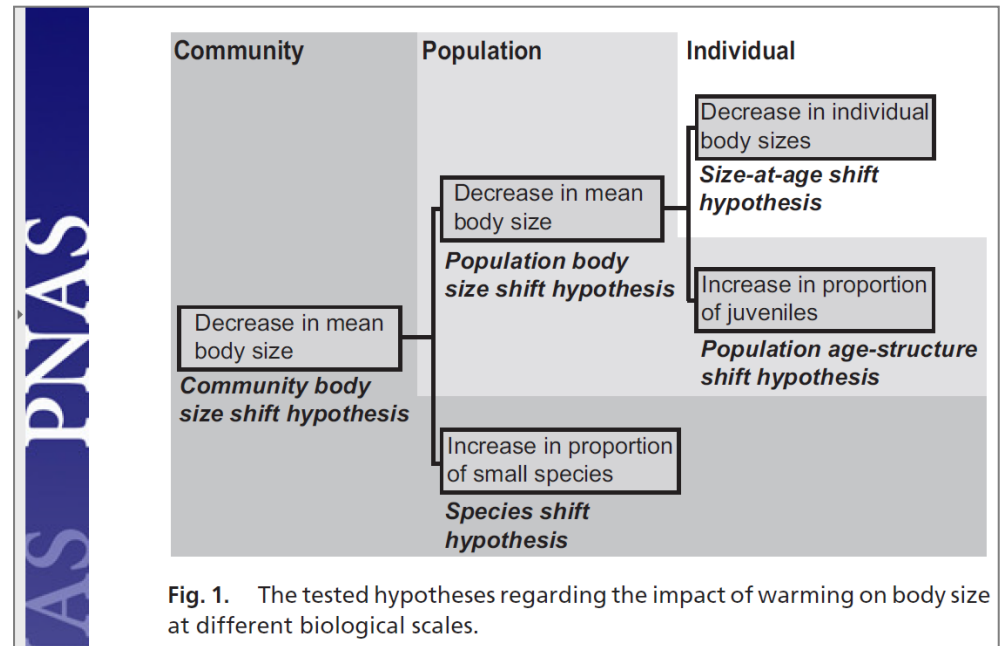 PNAS
AS
Community
Population
Individual
Decrease in individual
body sizes
Size-at-age shift
hypothesis
Decrease in mean
body size
Population body
size shift hypothesis
Increase in proportion
of juveniles
Population age-structure
shift hypothesis
Decrease in mean
body size
Community body
size shift hypothesis
Increase in proportion
of small species
Species shift
hypothesis
Fig. 1. The tested hypotheses regarding the impact of warming on body size
at different biological scales.